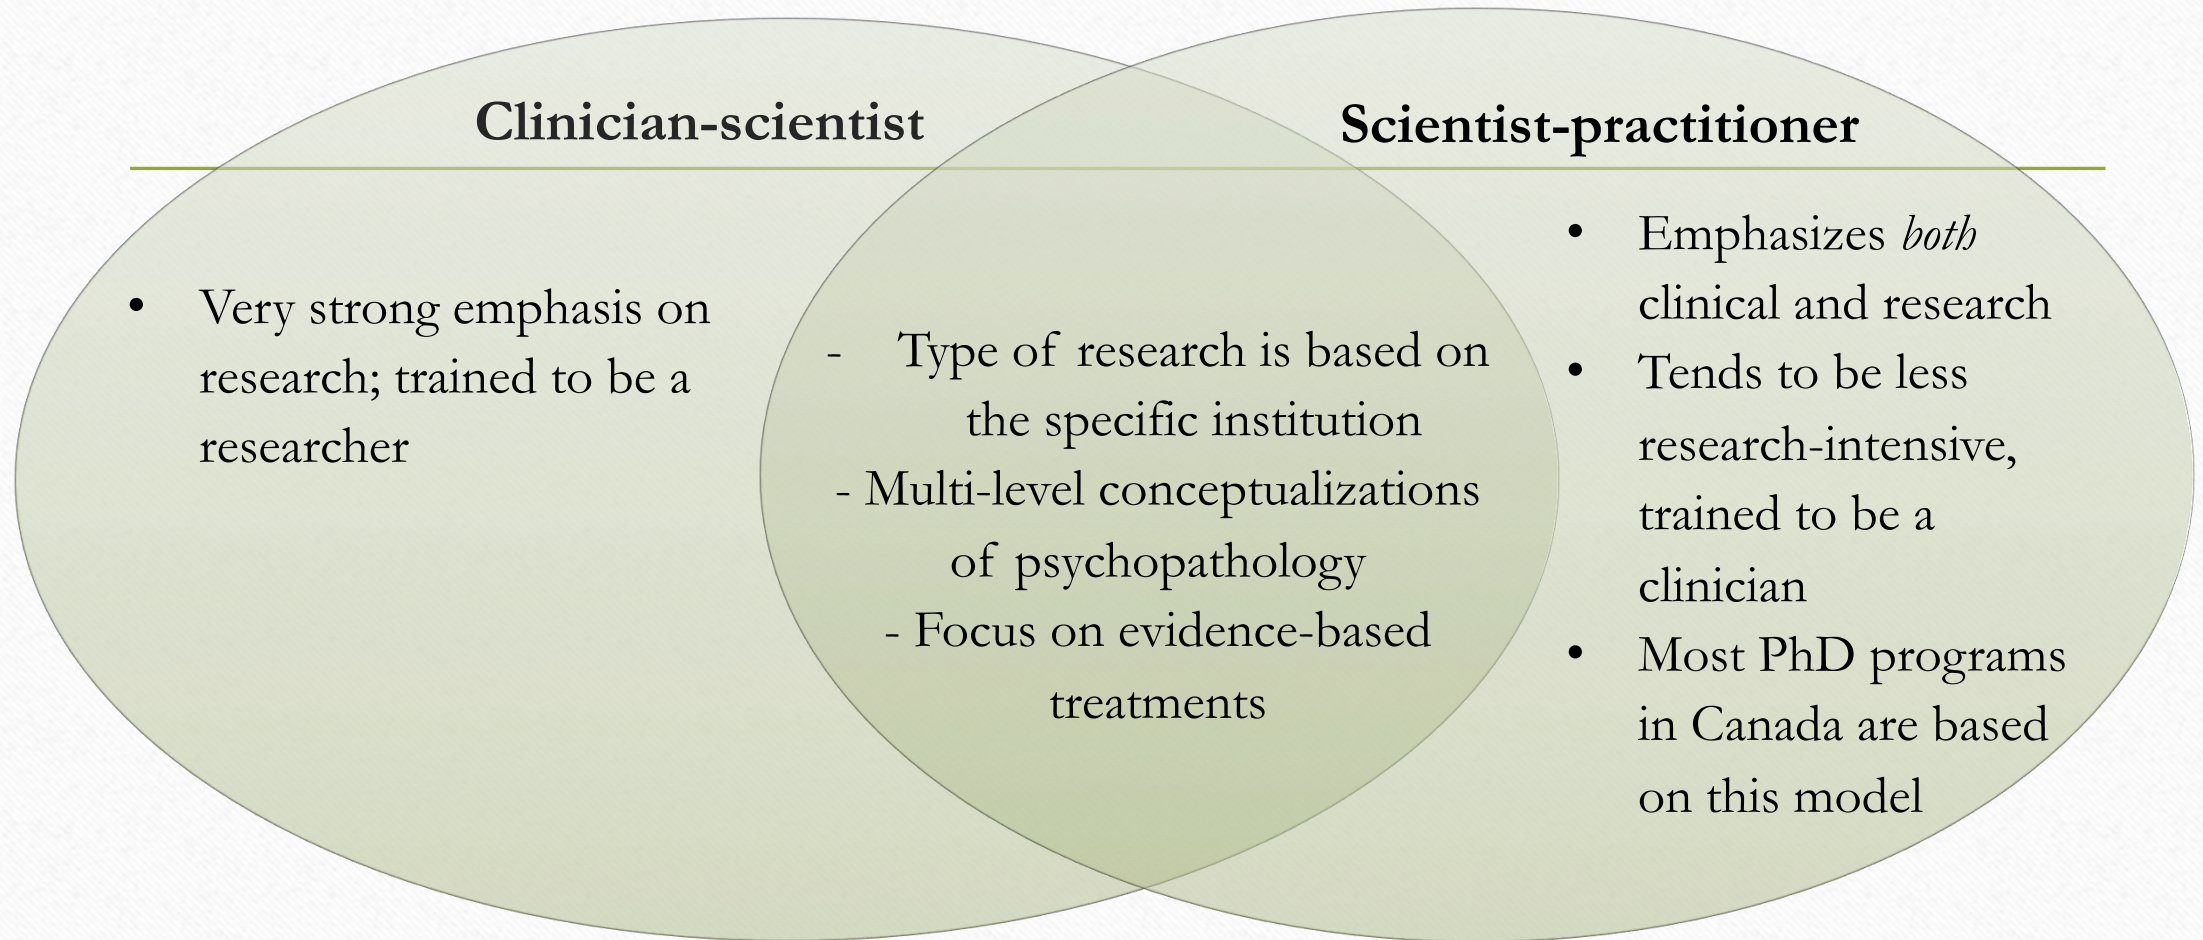 Clinician-scientist
Scientist-practitioner
• Very strong emphasis on
research; trained to be a
researcher
- Type of research is based on
the specific institution
- Multi-level conceptualizations
of psychopathology
- Focus on evidence-based
treatments
• Emphasizes both
clinical and research
• Tends to be less
research-intensive,
trained to be a
clinician
• Most PhD programs
in Canada are based
on this model